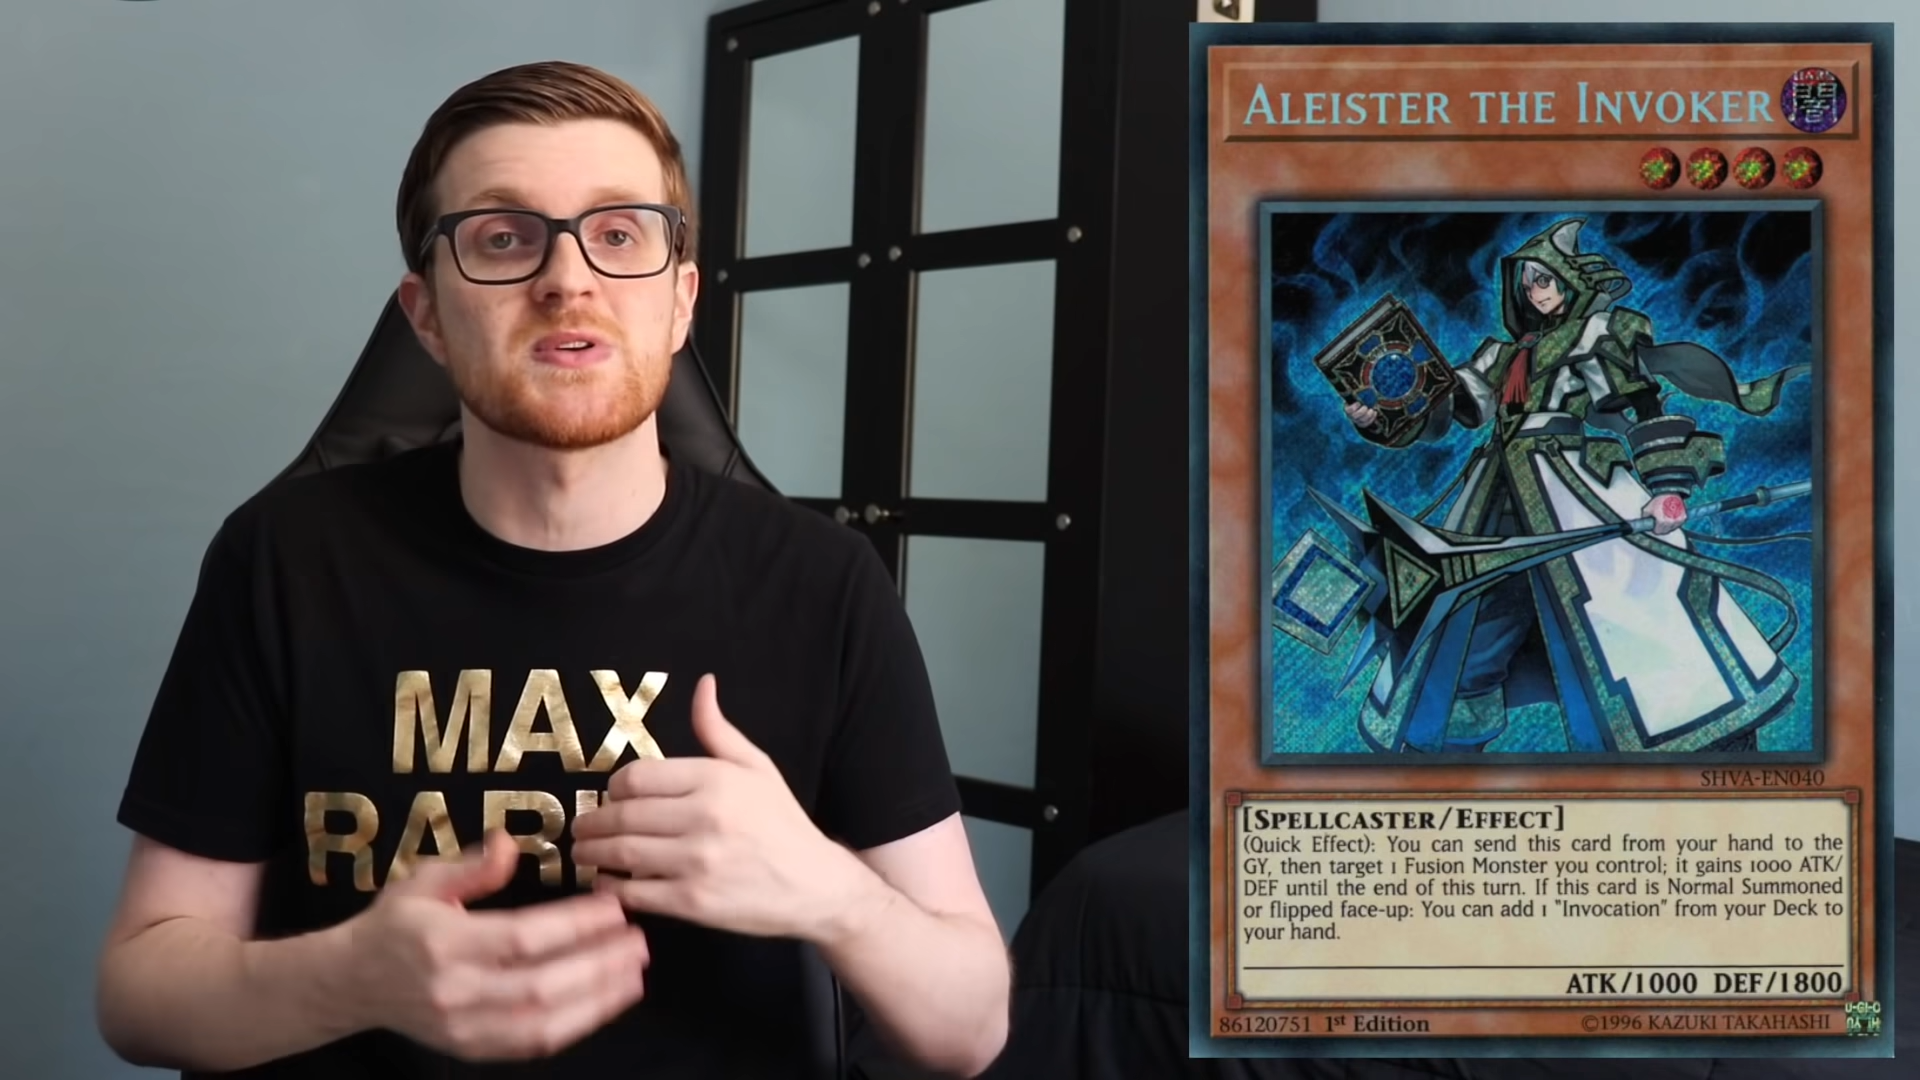 MAX
ALEISTER THE INVOKER
SHVA-EN040
[SPELLCASTER/EFFECT]
(Quick Effect): You can send this card from your hand to the
GY, then target 1 Fusion Monster you control; it gains 1000 ATK/
DEF until the end of this turn. If this card is Normal Summoned
or flipped face-up: You can add 1 "Invocation" from your Deck to
your hand.
ATK/1000 DEF/1800
86120751 1st Edition ©1996 KAZUKI TAKAHASHI